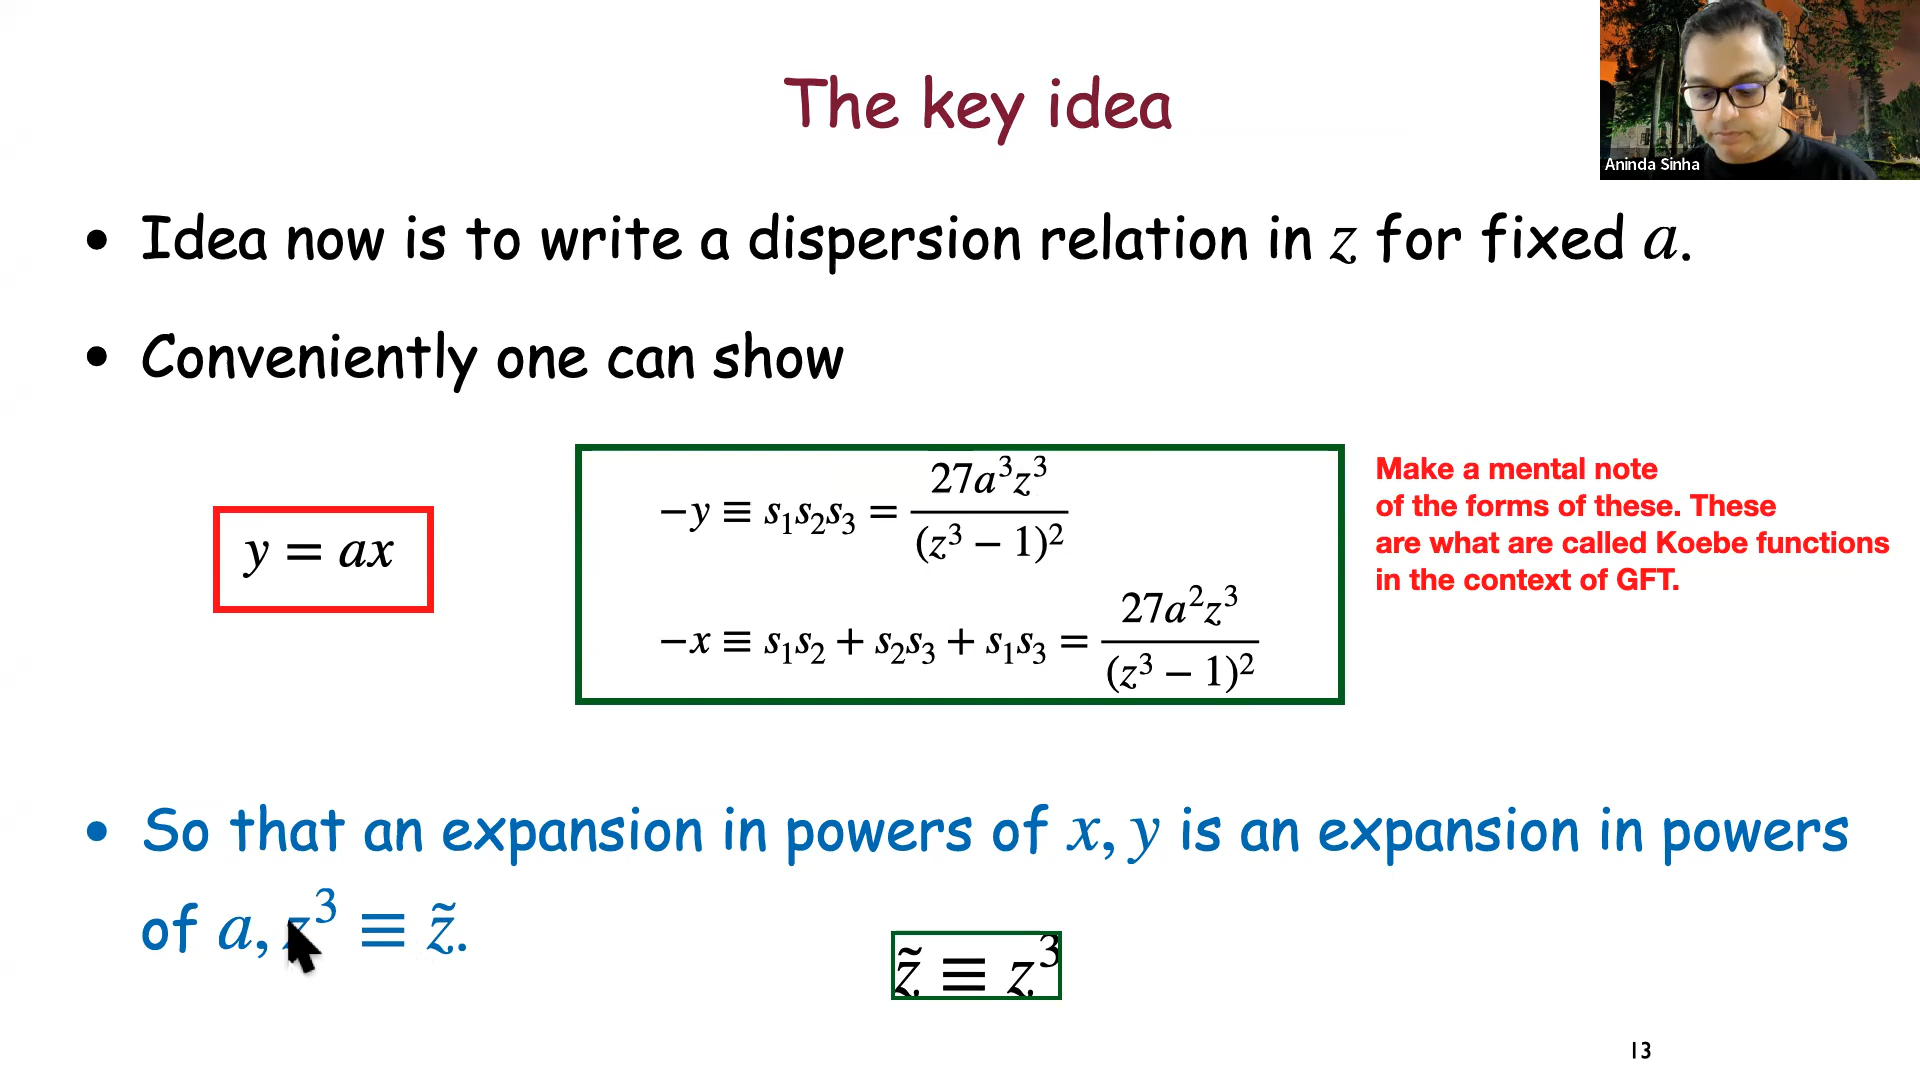 The key idea
Aninda Sinha
• Idea now is to write a dispersion relation in z for fixed a.
• Conveniently one can show
y = ax
−y ≡ s₁s₂s₃ = 27a³z³ / (z³ − 1)²
−x ≡ s₁s₂ + s₂s₃ + s₁s₃ = 27a²z³ / (z³ − 1)²
Make a mental note
of the forms of these. These
are what are called Koebe functions
in the context of GFT.
• So that an expansion in powers of x, y is an expansion in powers
of a, z³ ≡ z̃.
z̃ ≡ z³
13